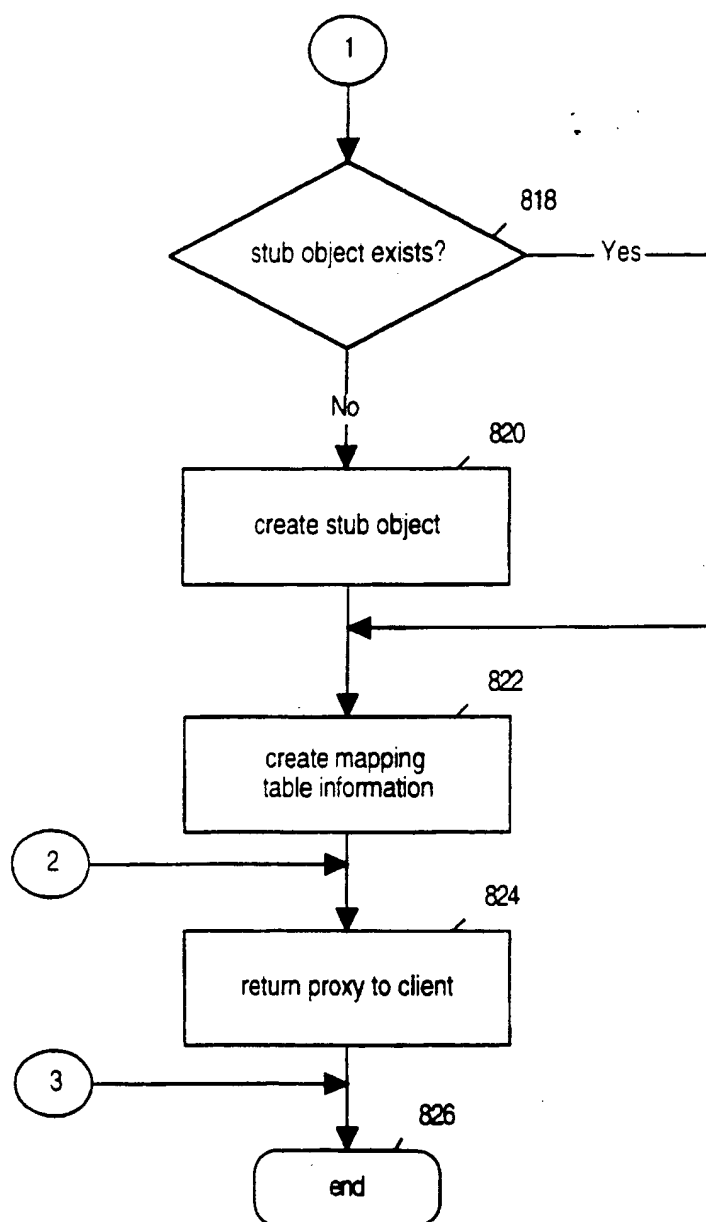 1
818
stub object exists?
Yes
No
820
create stub object
822
create mapping
table information
2
824
return proxy to client
3
826
end